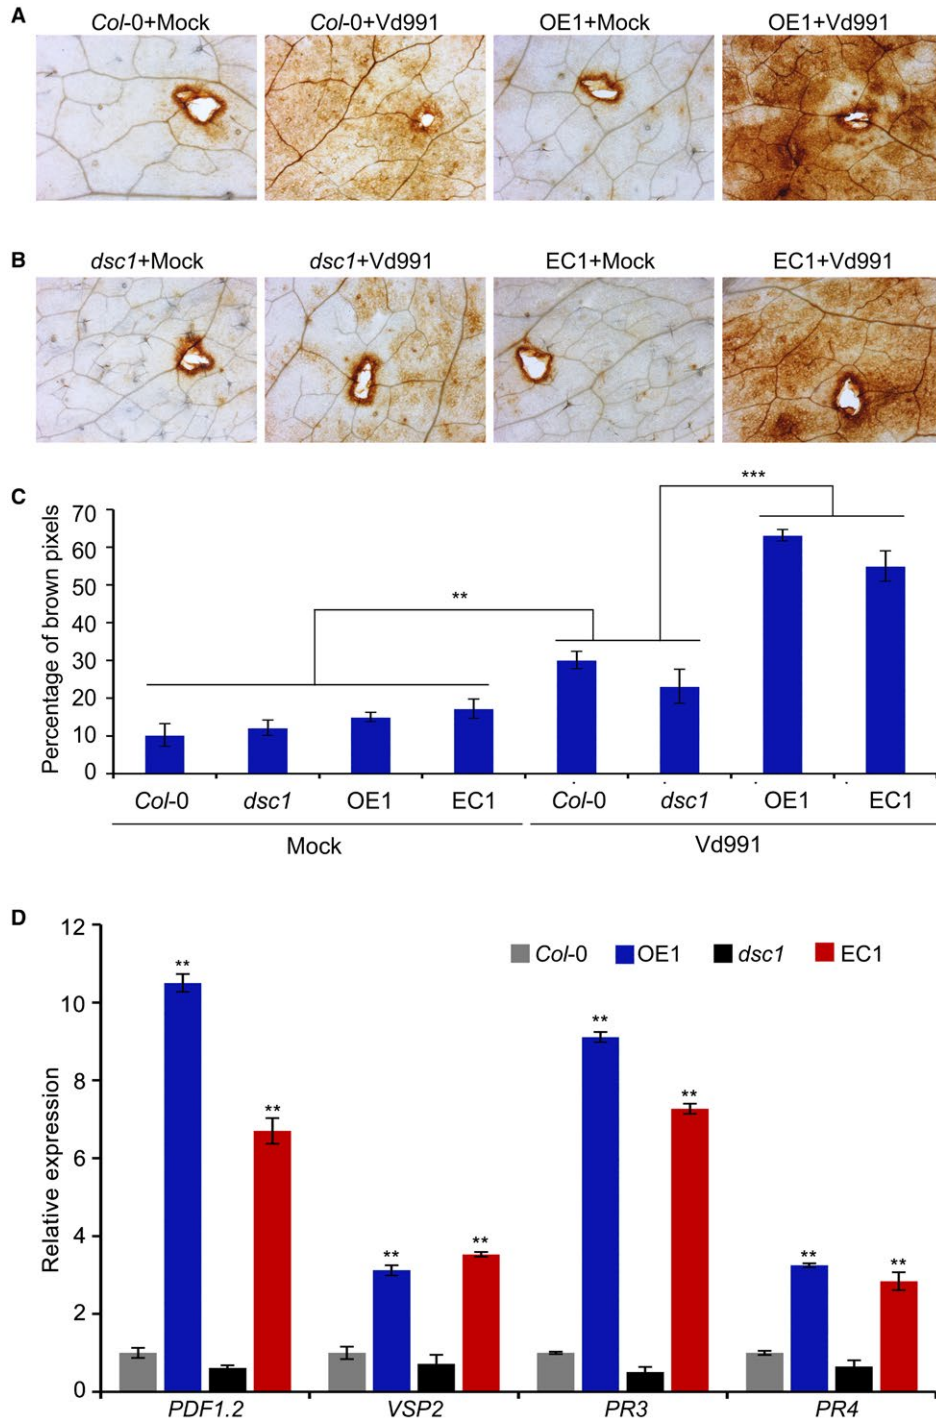 A
Col-0+Mock
Col-0+Vd991
OE1+Mock
OE1+Vd991
B
dsc1+Mock
dsc1+Vd991
EC1+Mock
EC1+Vd991
C
Percentage of brown pixels
70
60
50
40
30
20
10
0
**
***
Col-0
dsc1
OE1
EC1
Col-0
dsc1
OE1
EC1
Mock
Vd991
D
Relative expression
12
10
8
6
4
2
0
Col-0
OE1
dsc1
EC1
**
**
**
**
**
**
**
**
PDF1.2
VSP2
PR3
PR4